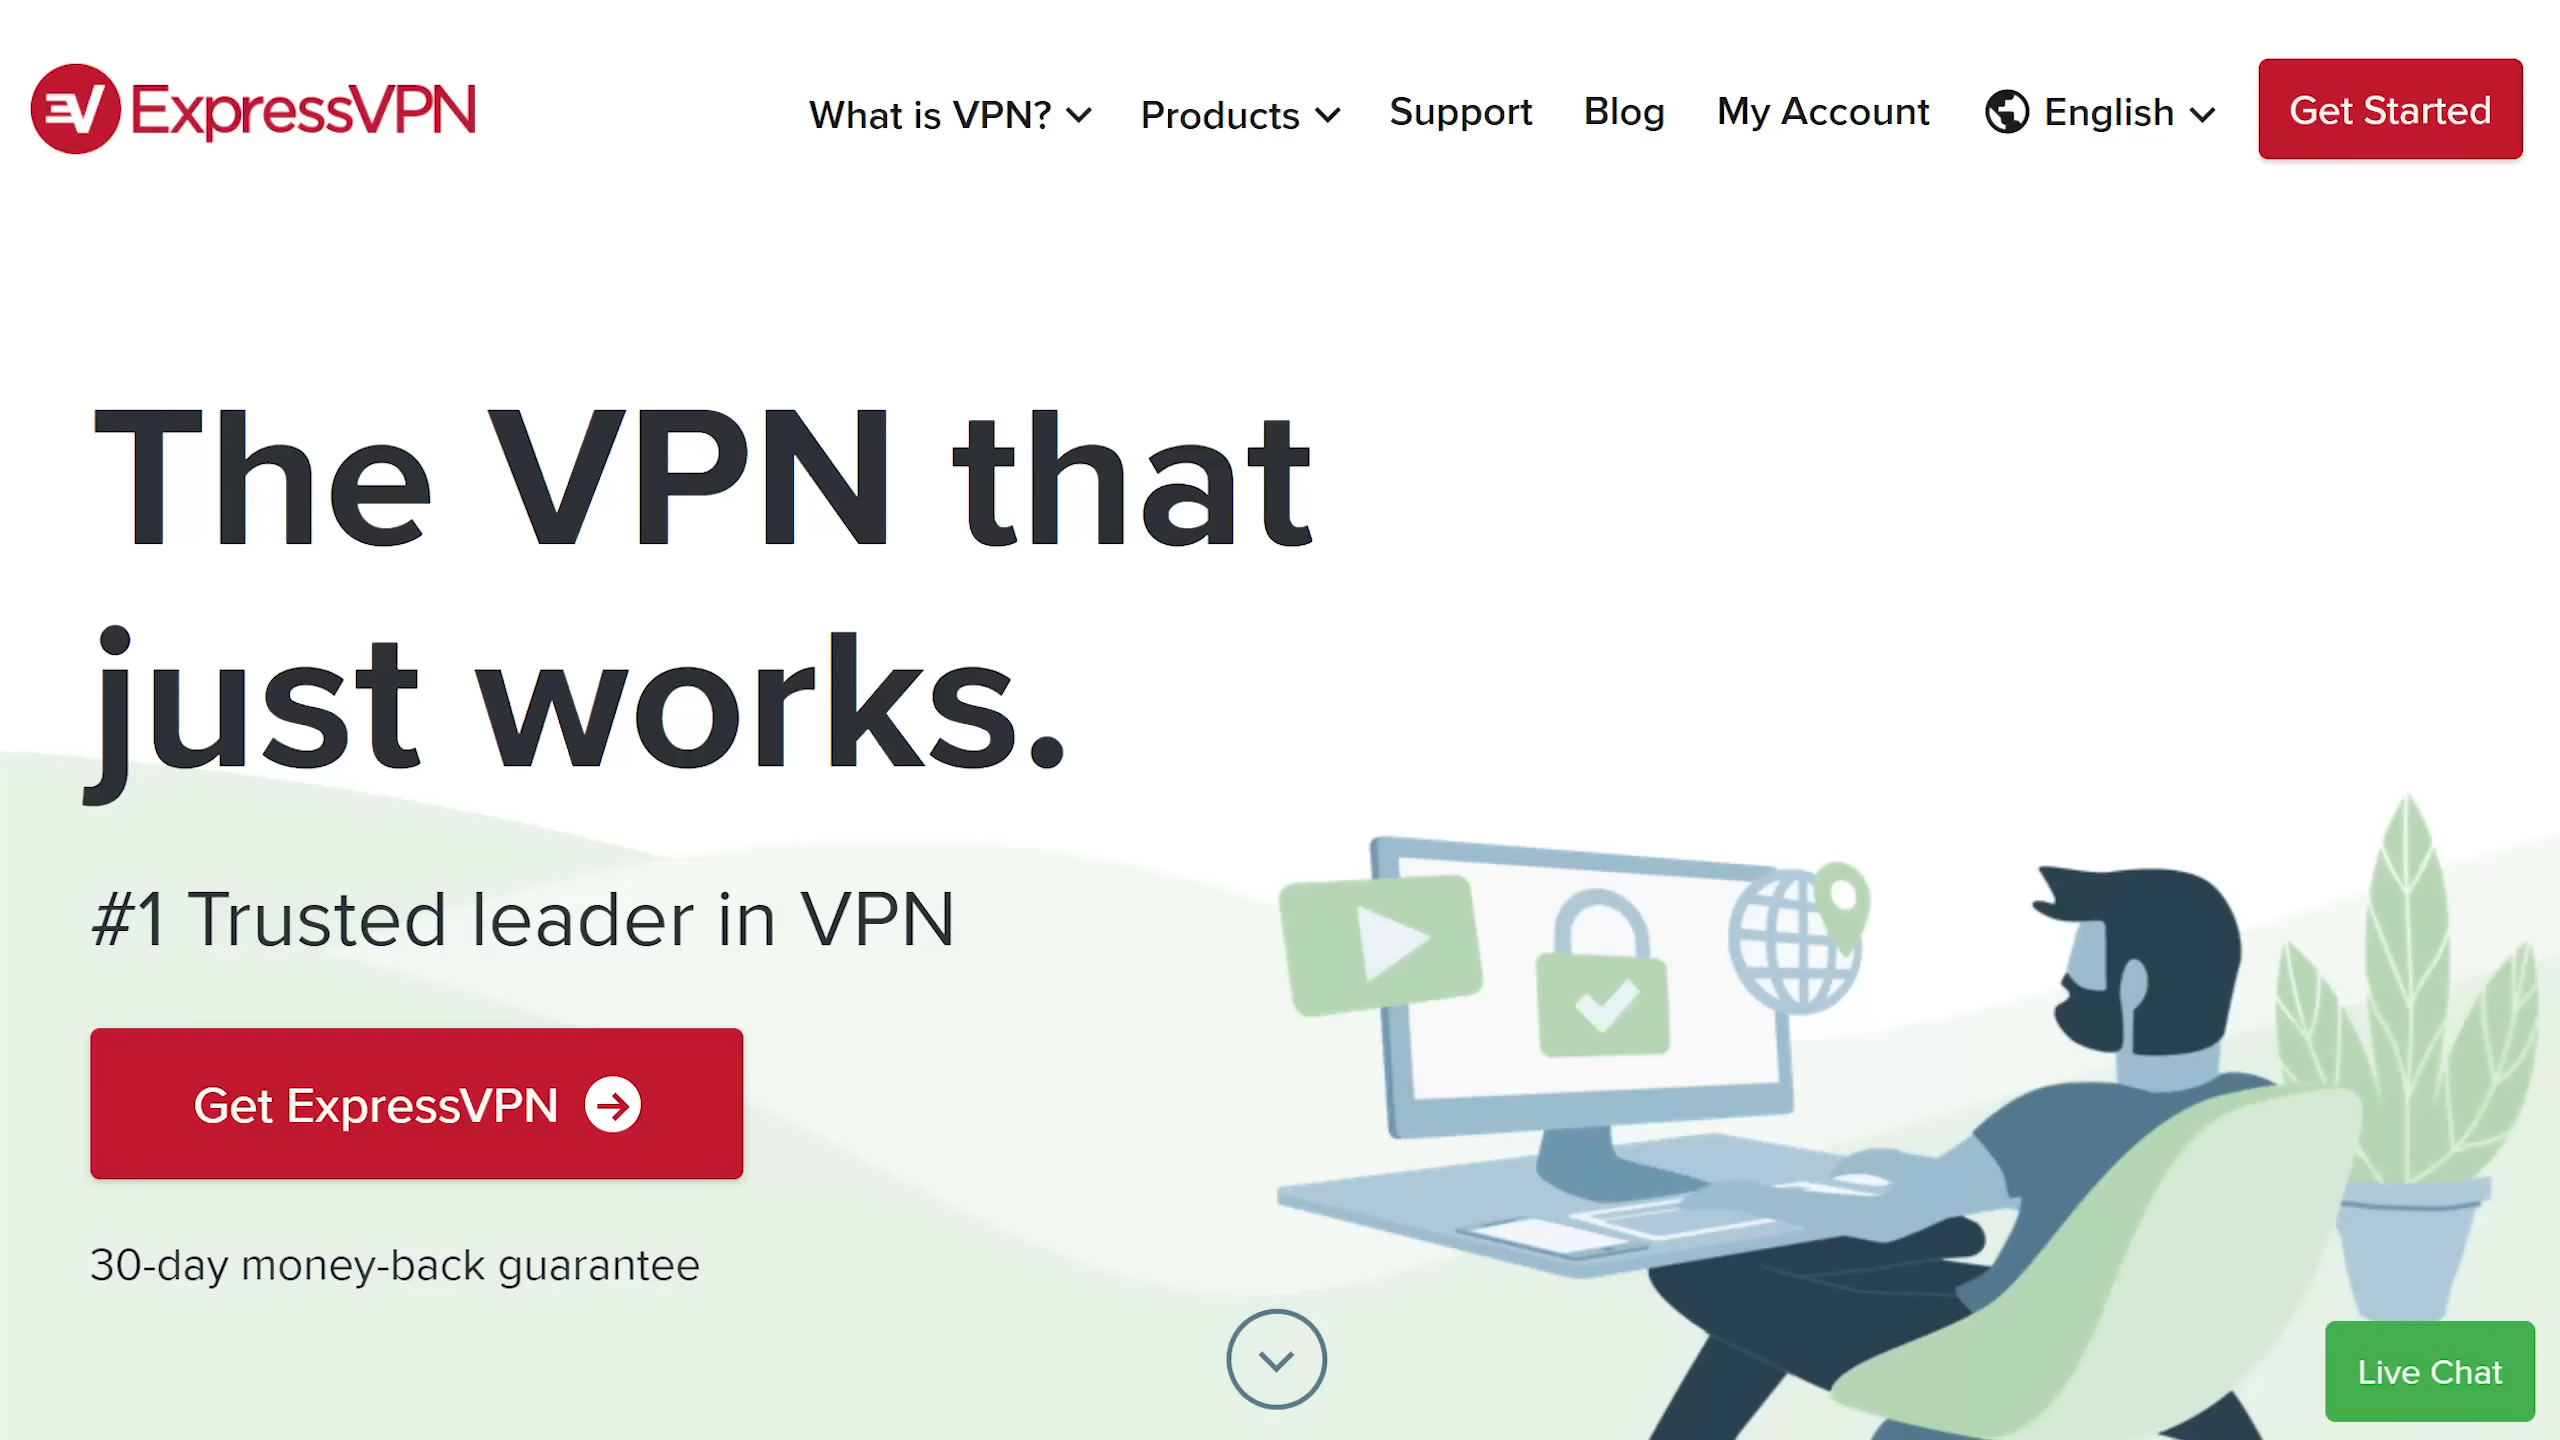 ExpressVPN
What is VPN? Products Support Blog My Account English Get Started
The VPN that
just works.
#1 Trusted leader in VPN
Get ExpressVPN
30-day money-back guarantee
Live Chat